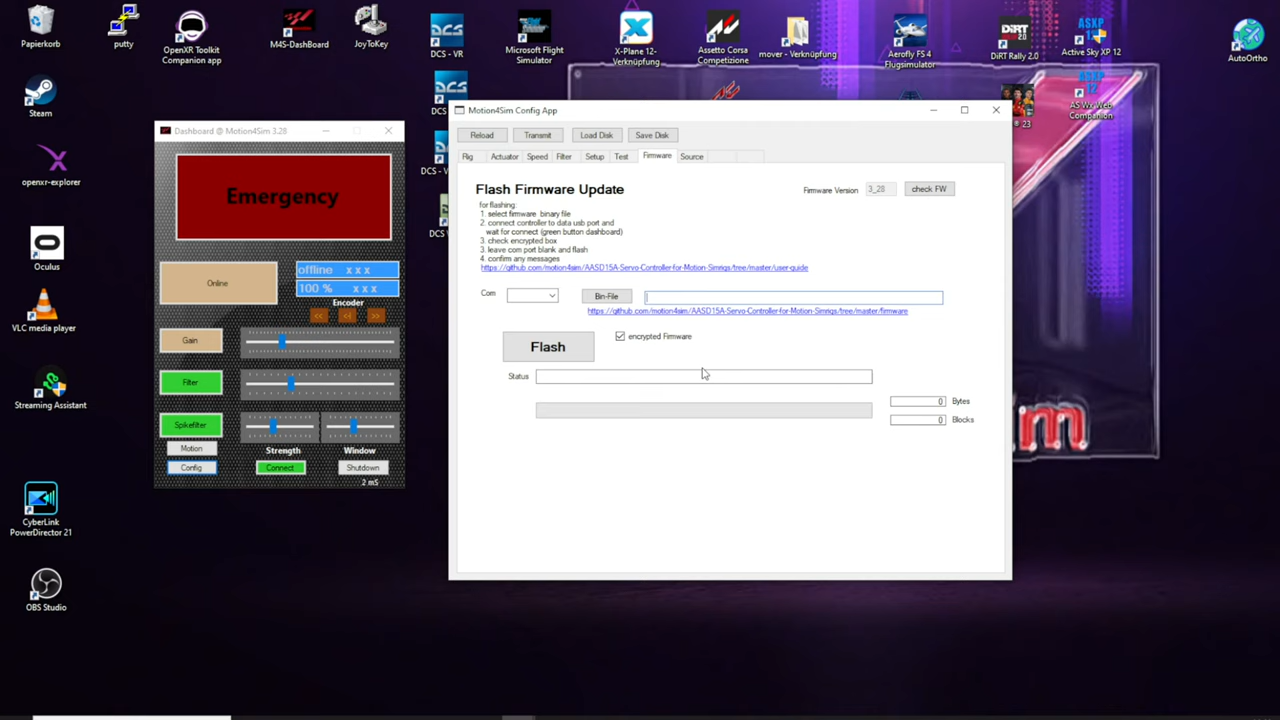 Papierkorb
putty
OpenXR Toolkit
Companion app
M4S-DashBoard
JoyToKey
DCS - VR
Microsoft Flight
Simulator
X-Plane 12-
Verknüpfung
Assetto Corsa
Competizione
mover - Verknüpfung
Aerofly FS 4
Flugsimulator
DiRT Rally 2.0
Active Sky XP 12
AutoOrtho
Steam
DCS
AS Wx Web
Companion
® 23
openxr-explorer
Oculus
VLC media player
Streaming Assistant
CyberLink
PowerDirector 21
OBS Studio
Dashboard @ Motion4Sim 3.28
Emergency
Online
offline x x x
100 % x x x
Encoder
<< << >>
Gain
Filter
Spikefilter
Motion
Strength
Window
Config
Connect
Shutdown
2 mS
Motion4Sim Config App
Reload
Transmit
Load Disk
Save Disk
Rig
Actuator
Speed
Filter
Setup
Test
Firmware
Source
Flash Firmware Update
Firmware Version
3_28
check FW
for flashing:
1. select firmware binary file
2. connect controller to data usb port and
wait for connect (green button dashboard)
3. check encrypted box
3. leave com port blank and flash
4. confirm any messages
https://github.com/motion4sim/AASD15A-Servo-Controller-for-Motion-Simrigs/tree/master/user-guide
Com
Bin-File
https://github.com/motion4sim/AASD15A-Servo-Controller-for-Motion-Simrigs/tree/master/firmware
Flash
encrypted Firmware
Status
0 Bytes
0 Blocks